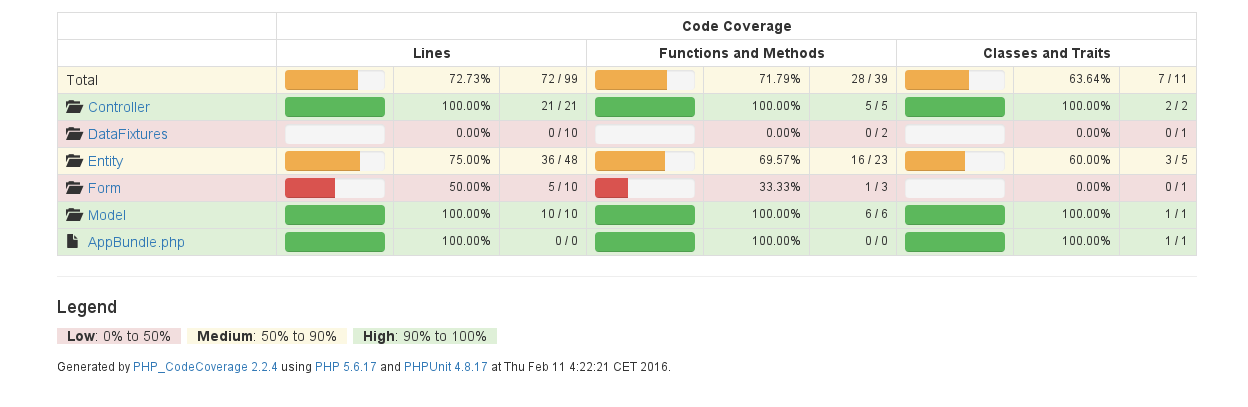 Code Coverage
Lines Functions and Methods Classes and Traits
Total 72.73% 72 / 99 71.79% 28 / 39 63.64% 7 / 11
Controller 100.00% 21 / 21 100.00% 5 / 5 100.00% 2 / 2
DataFixtures 0.00% 0 / 10 0.00% 0 / 2 0.00% 0 / 1
Entity 75.00% 36 / 48 69.57% 16 / 23 60.00% 3 / 5
Form 50.00% 5 / 10 33.33% 1 / 3 0.00% 0 / 1
Model 100.00% 10 / 10 100.00% 6 / 6 100.00% 1 / 1
AppBundle.php 100.00% 0 / 0 100.00% 0 / 0 100.00% 1 / 1
Legend
Low: 0% to 50% Medium: 50% to 90% High: 90% to 100%
Generated by PHP_CodeCoverage 2.2.4 using PHP 5.6.17 and PHPUnit 4.8.17 at Thu Feb 11 4:22:21 CET 2016.